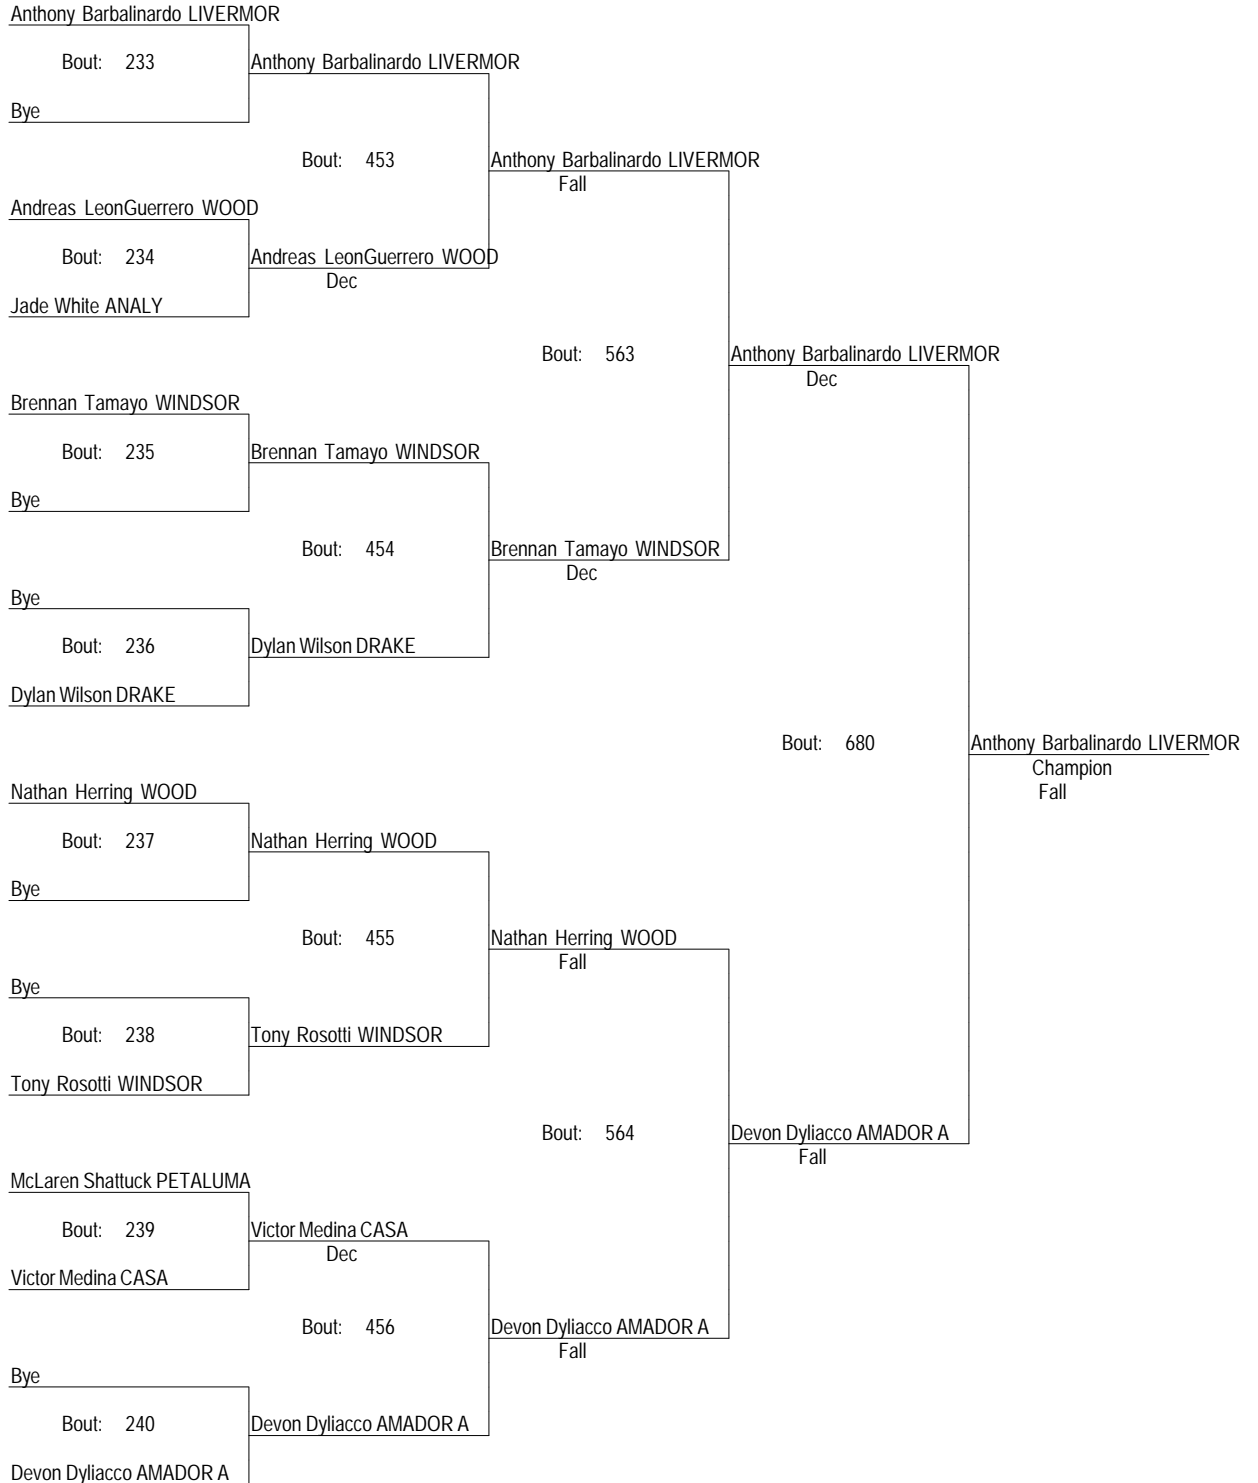 Anthony Barbalinardo LIVERMOR
Bout: 233 Anthony Barbalinardo LIVERMOR
Bye
Bout: 453 Anthony Barbalinardo LIVERMOR
Fall
Andreas LeonGuerrero WOOD
Bout: 234 Andreas LeonGuerrero WOOD
Dec
Jade White ANALY
Bout: 563 Anthony Barbalinardo LIVERMOR
Dec
Brennan Tamayo WINDSOR
Bout: 235 Brennan Tamayo WINDSOR
Bye
Bout: 454 Brennan Tamayo WINDSOR
Dec
Bye
Bout: 236 Dylan Wilson DRAKE
Dylan Wilson DRAKE
Bout: 680 Anthony Barbalinardo LIVERMOR
Champion
Fall
Nathan Herring WOOD
Bout: 237 Nathan Herring WOOD
Bye
Bout: 455 Nathan Herring WOOD
Fall
Bye
Bout: 238 Tony Rosotti WINDSOR
Tony Rosotti WINDSOR
Bout: 564 Devon Dyliacco AMADOR A
Fall
McLaren Shattuck PETALUMA
Bout: 239 Victor Medina CASA
Dec
Victor Medina CASA
Bout: 456 Devon Dyliacco AMADOR A
Fall
Bye
Bout: 240 Devon Dyliacco AMADOR A
Devon Dyliacco AMADOR A